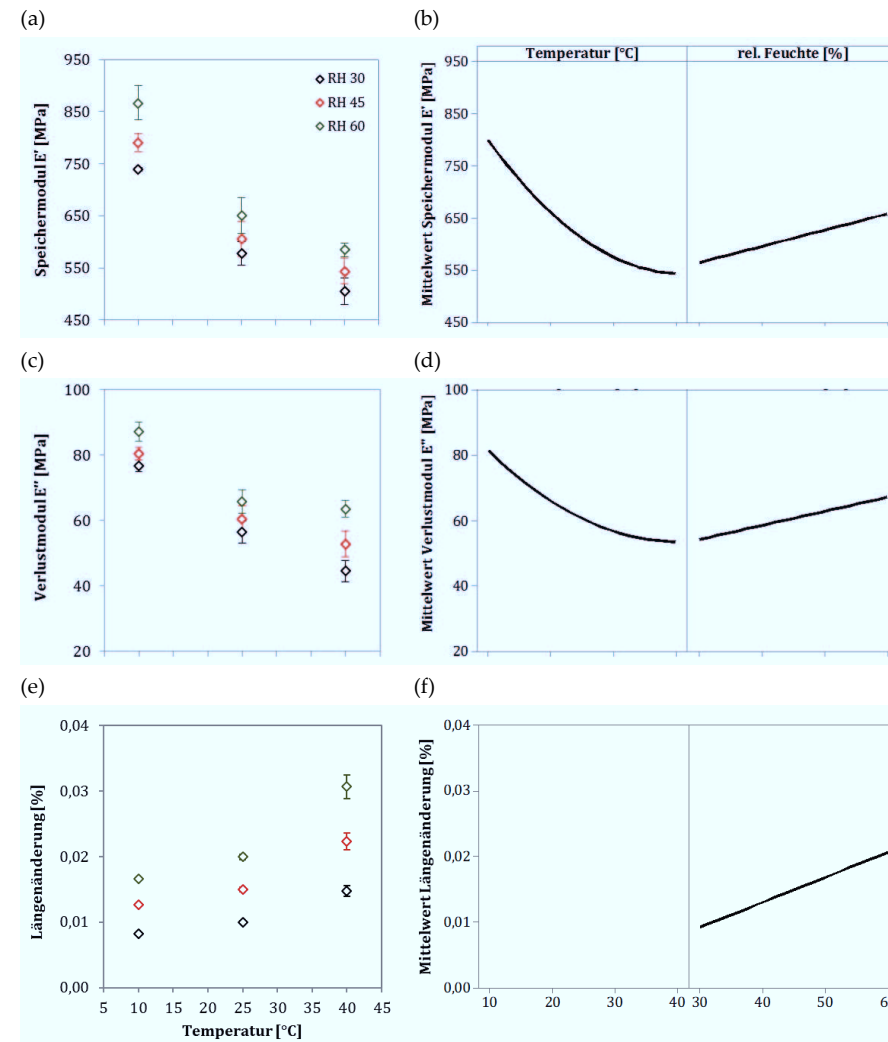 (a)
(b)
950
850
750
650
550
450
Speichermodul E' [MPa]
RH 30
RH 45
RH 60
Temperatur [°C]
rel. Feuchte [%]
950
850
750
650
550
450
Mittelwert Speichermodul E' [MPa]
(c)
(d)
100
80
60
40
20
Verlustmodul E'' [MPa]
100
80
60
40
20
Mittelwert Verlustmodul E'' [MPa]
(e)
(f)
0,04
0,03
0,02
0,01
0,00
Längenänderung [%]
5 10 15 20 25 30 35 40 45
Temperatur [°C]
0,04
0,03
0,02
0,01
0,00
Mittelwert Längenänderung [%]
10 20 30 40 30 40 50